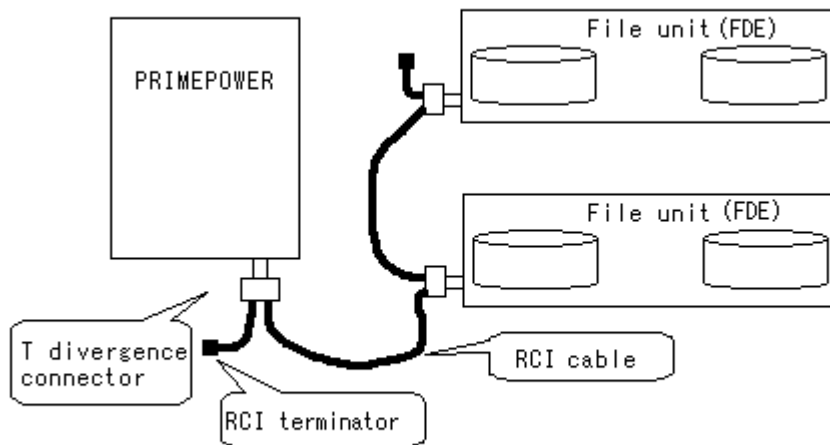 File unit (FDE)
PRIMEPOWER
File unit (FDE)
T divergence
connector
RCI cable
RCI terminator